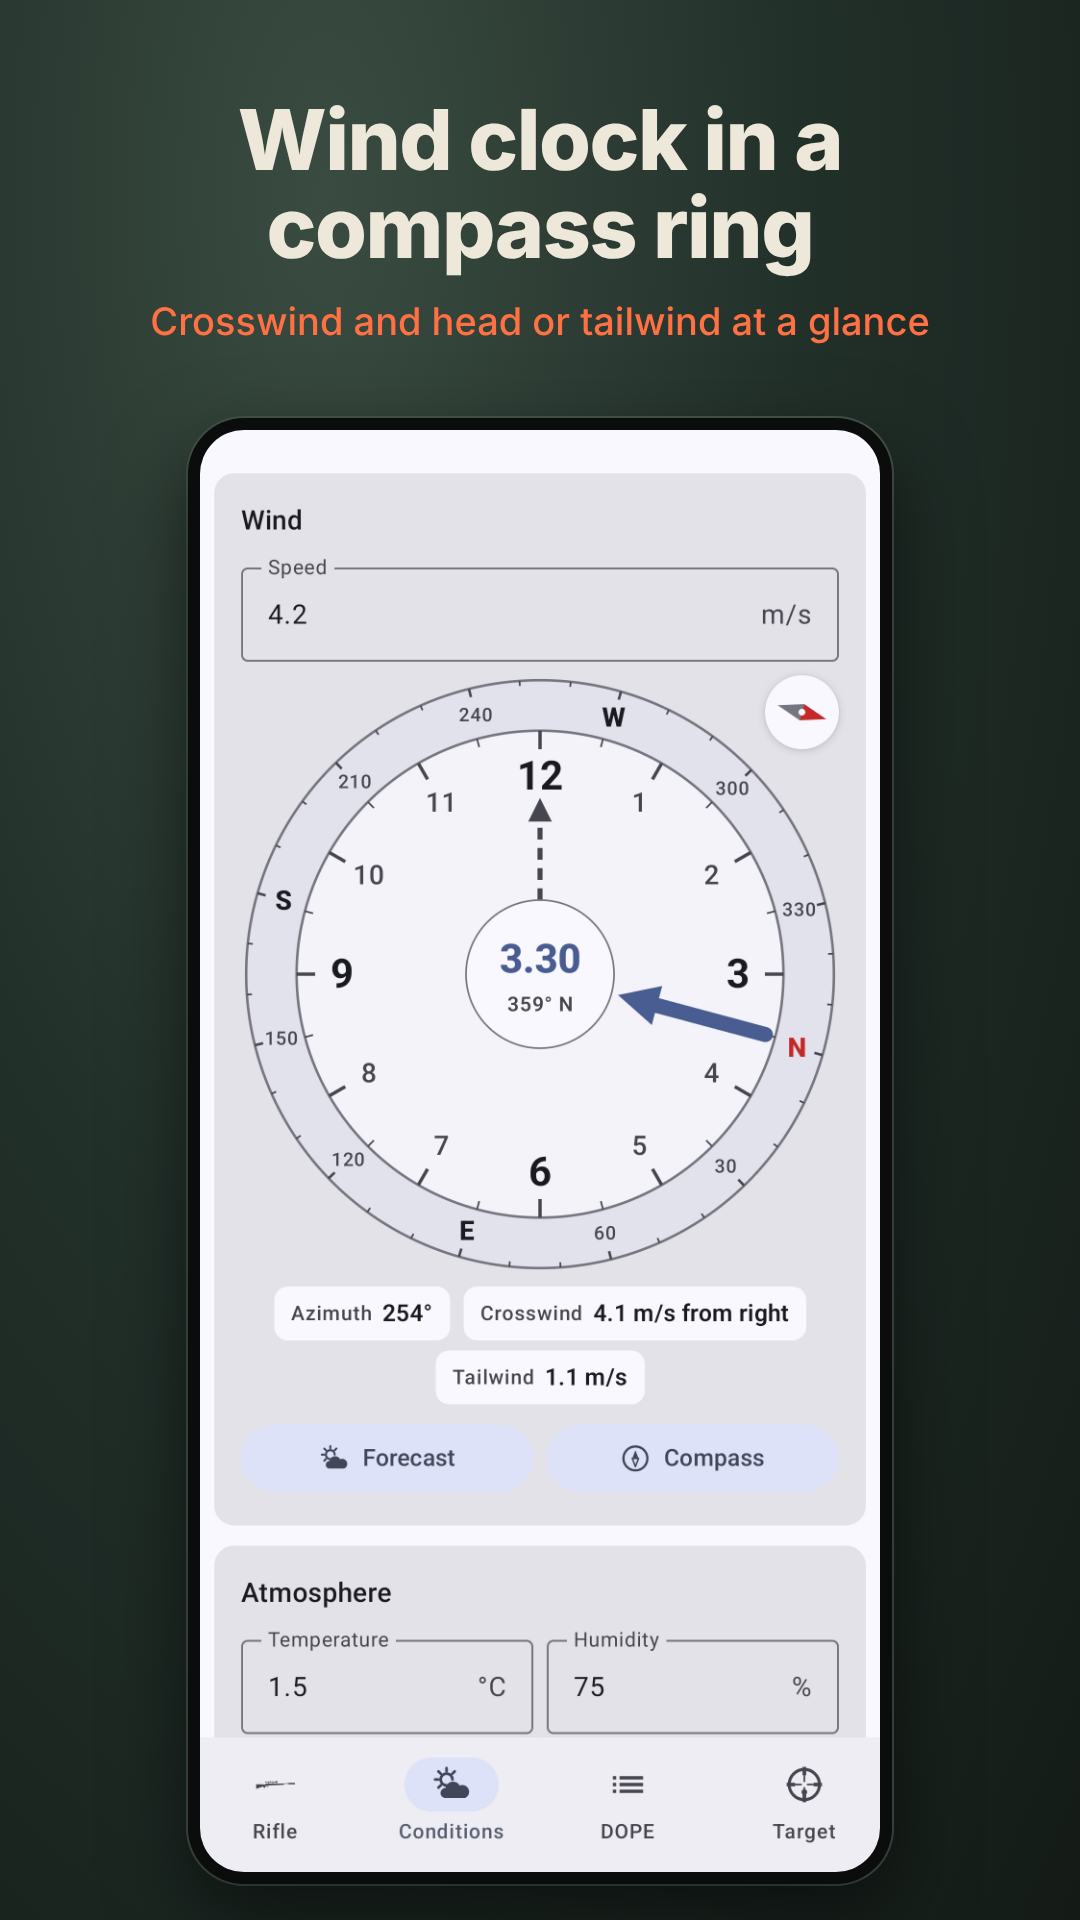 Wind clock in a
compass ring
Crosswind and head or tailwind at a glance
Wind
Speed
4.2 m/s
240 W
210 300
12
11 1
10 2
S 330
9 3
3.30
359° N
150 N
8 4
7 5
120 30
6
E 60
Azimuth 254° Crosswind 4.1 m/s from right
Tailwind 1.1 m/s
Forecast Compass
Atmosphere
Temperature Humidity
1.5 °C 75 %
Rifle Conditions DOPE Target